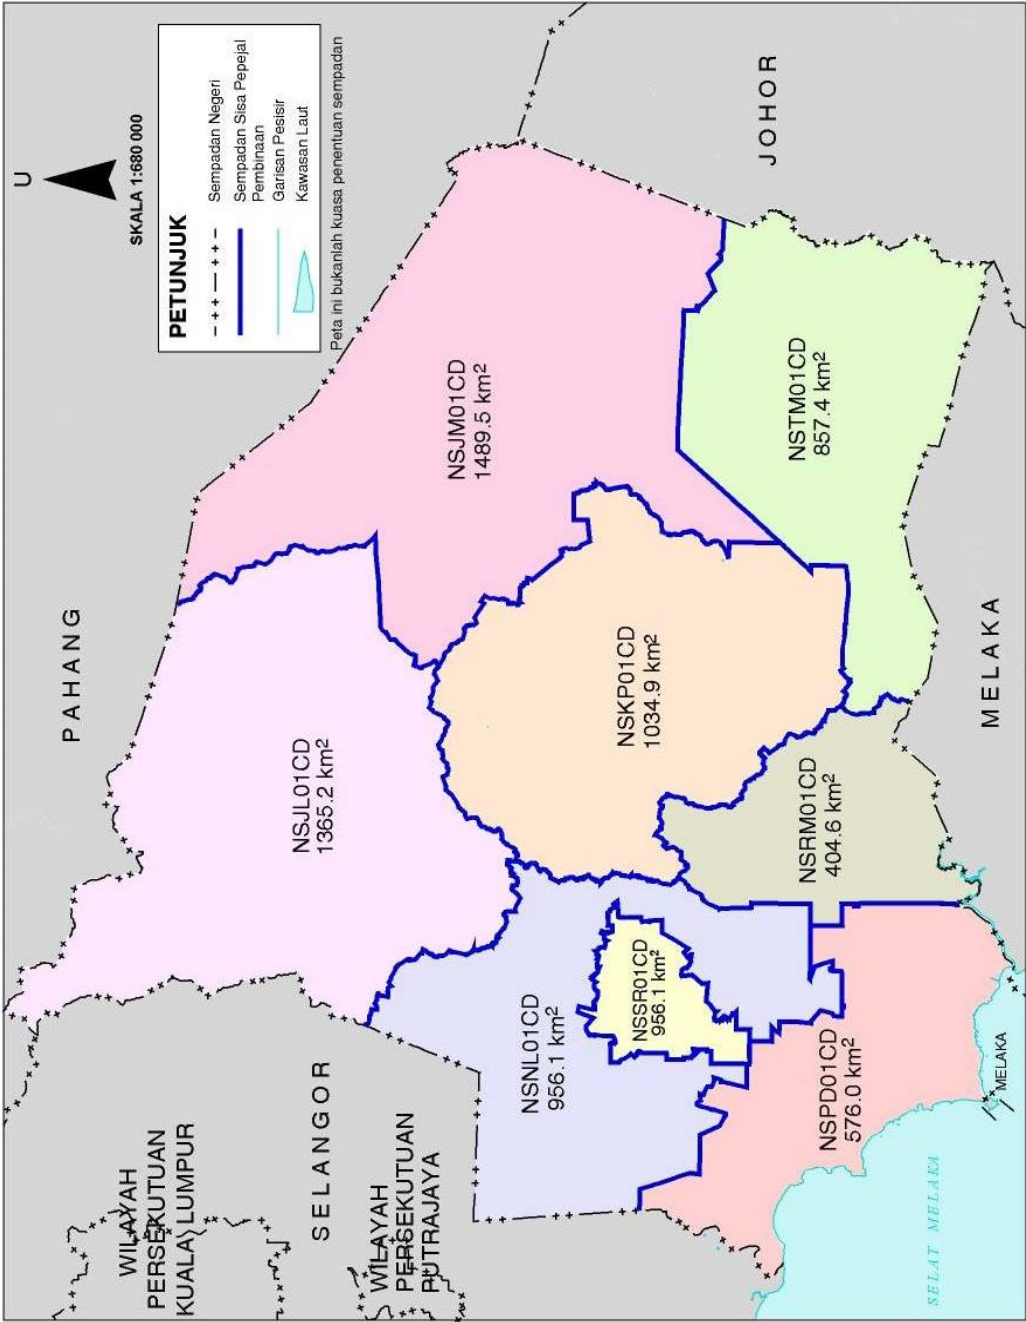 U
SKALA 1:680 000
PETUNJUK
Sempadan Negeri
Sempadan Sisa Pepejal
Pembinaan
Garisan Pesisir
Kawasan Laut
Peta ini bukanlah kuasa penentuan sempadan
PAHANG
JOHOR
MELAKA
SELANGOR
WILAYAH
PERSEKUTUAN
KUALA LUMPUR
WILAYAH
PERSEKUTUAN
PUTRAJAYA
NSJL01CD
1365.2 km²
NSJM01CD
1489.5 km²
NSKP01CD
1034.9 km²
NSTM01CD
857.4 km²
NSNL01CD
956.1 km²
NSSR01CD
956.1 km²
NSRM01CD
404.6 km²
NSPD01CD
576.0 km²
MELAKA
SELAT MELAKA